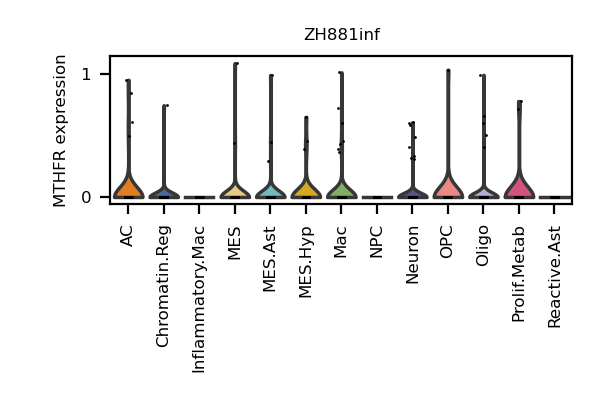 ZH881inf
MTHFR expression
1
0
AC
Chromatin.Reg
Inflammatory.Mac
MES
MES.Ast
MES.Hyp
Mac
NPC
Neuron
OPC
Oligo
Prolif.Metab
Reactive.Ast